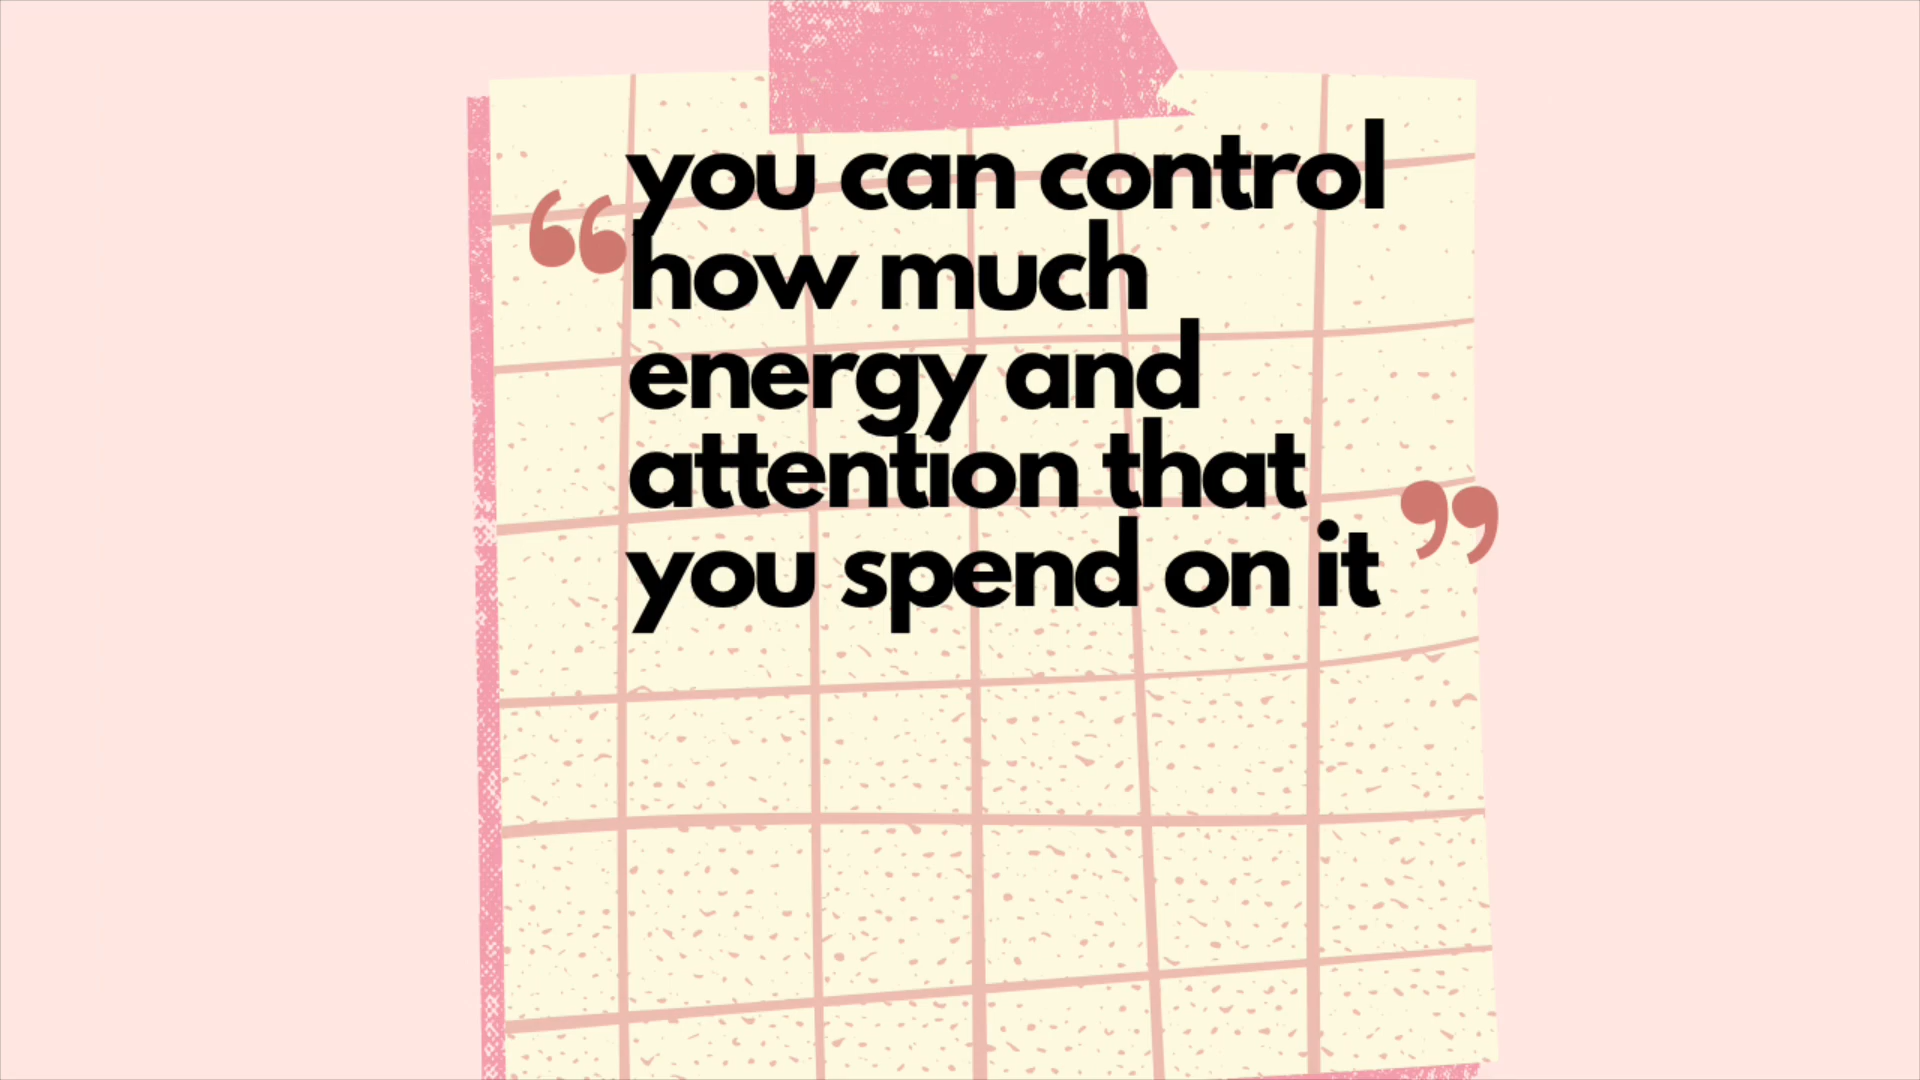 “you can control
how much
energy and
attention that
you spend on it”